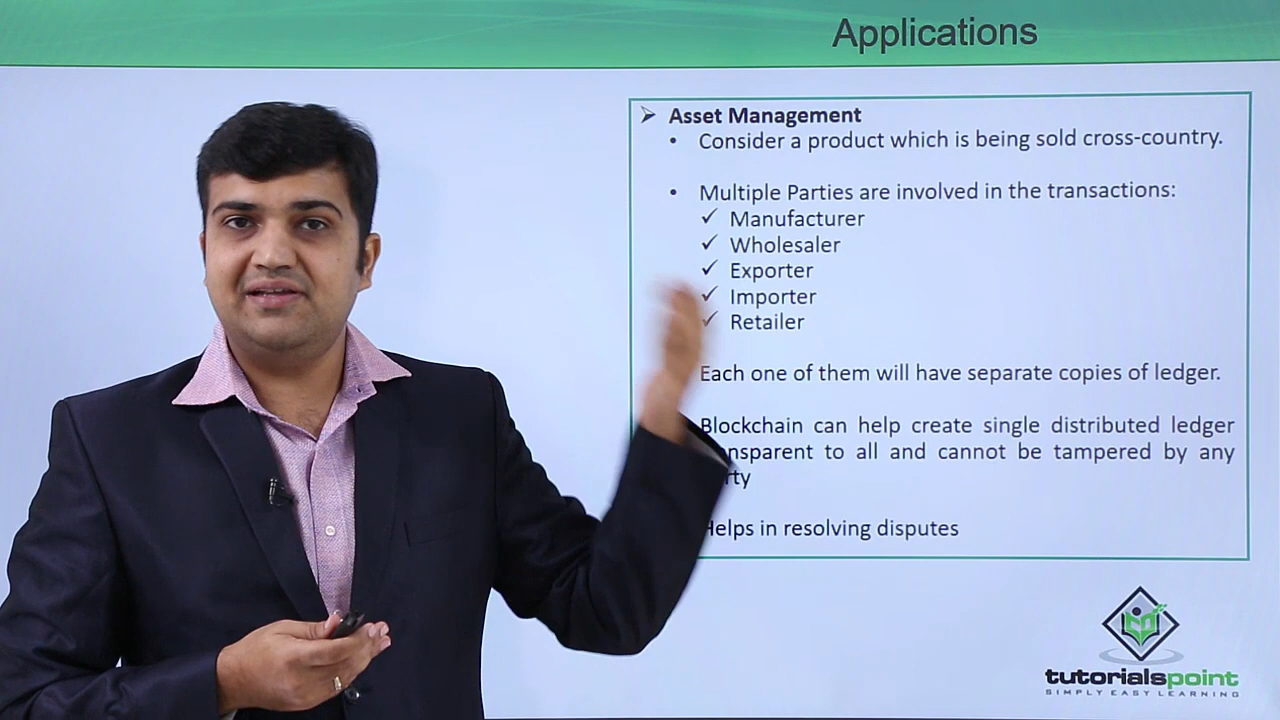 Applications
Asset Management
Consider a product which is being sold cross-country.
Multiple Parties are involved in the transactions:
Manufacturer
Wholesaler
Exporter
Importer
Retailer
Each one of them will have separate copies of ledger.
Blockchain can help create single distributed ledger
to all and cannot be tampered by any
Helps in resolving disputes
tutorialspoint
SIMPLY EASY LEARNING